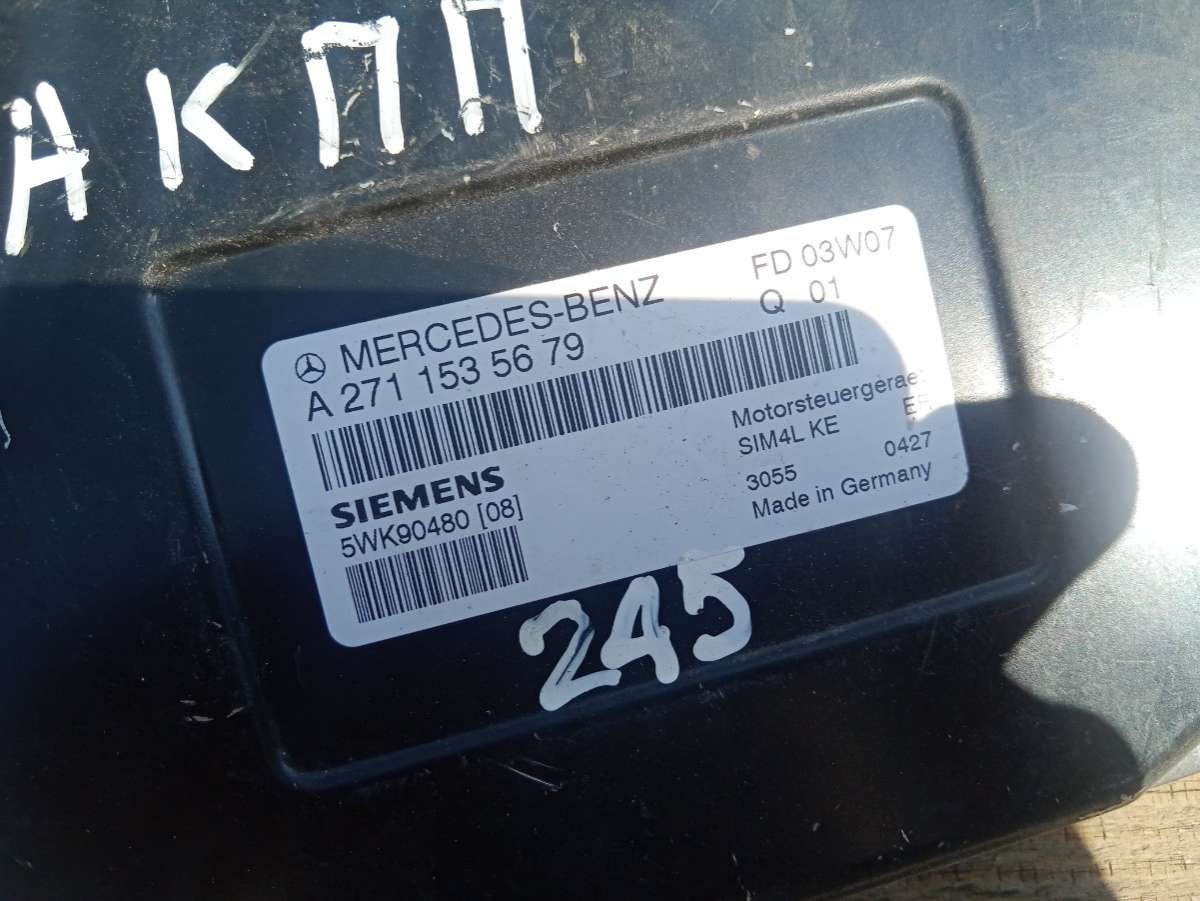 АКПП
MERCEDES-BENZ
A 271 153 56 79
FD 03W07
Q 01
SIEMENS
5WK90480 [08]
Motorsteuergerae
SIM4L KE
3055 0427
Made in Germany
245